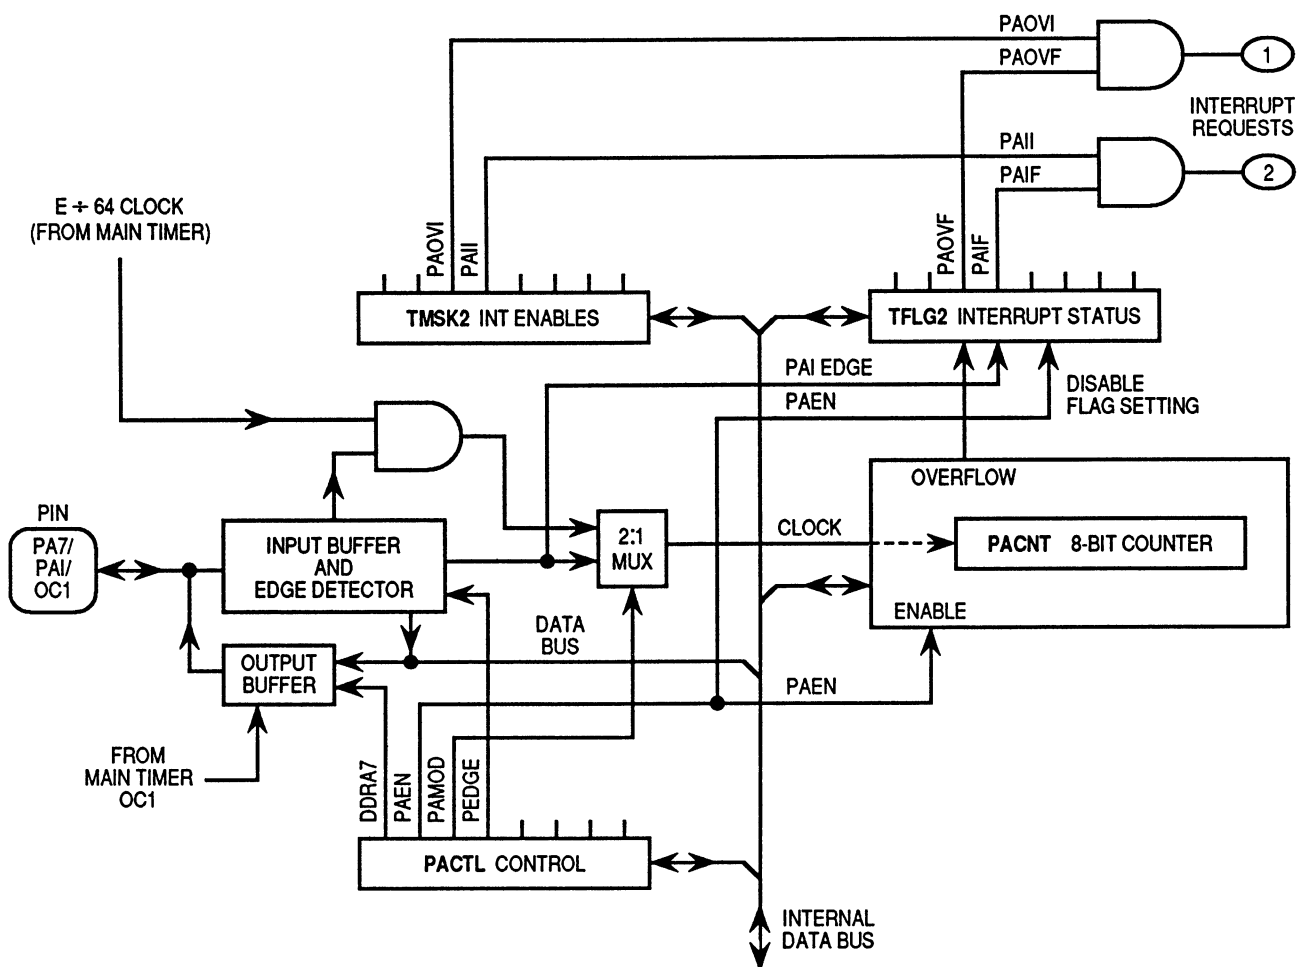 PAOVI
PAOVF
1
INTERRUPT
REQUESTS
PAII
PAIF
2
E ÷ 64 CLOCK
(FROM MAIN TIMER)
PAOVI
PAII
PAOVF
PAIF
TMSK2 INT ENABLES
TFLG2 INTERRUPT STATUS
PAI EDGE
PAEN
DISABLE
FLAG SETTING
OVERFLOW
PIN
PA7/
PAI/
OC1
INPUT BUFFER
AND
EDGE DETECTOR
2:1
MUX
CLOCK
PACNT 8-BIT COUNTER
ENABLE
DATA
BUS
OUTPUT
BUFFER
PAEN
FROM
MAIN TIMER
OC1
DDRA7
PAEN
PAMOD
PEDGE
PACTL CONTROL
INTERNAL
DATA BUS